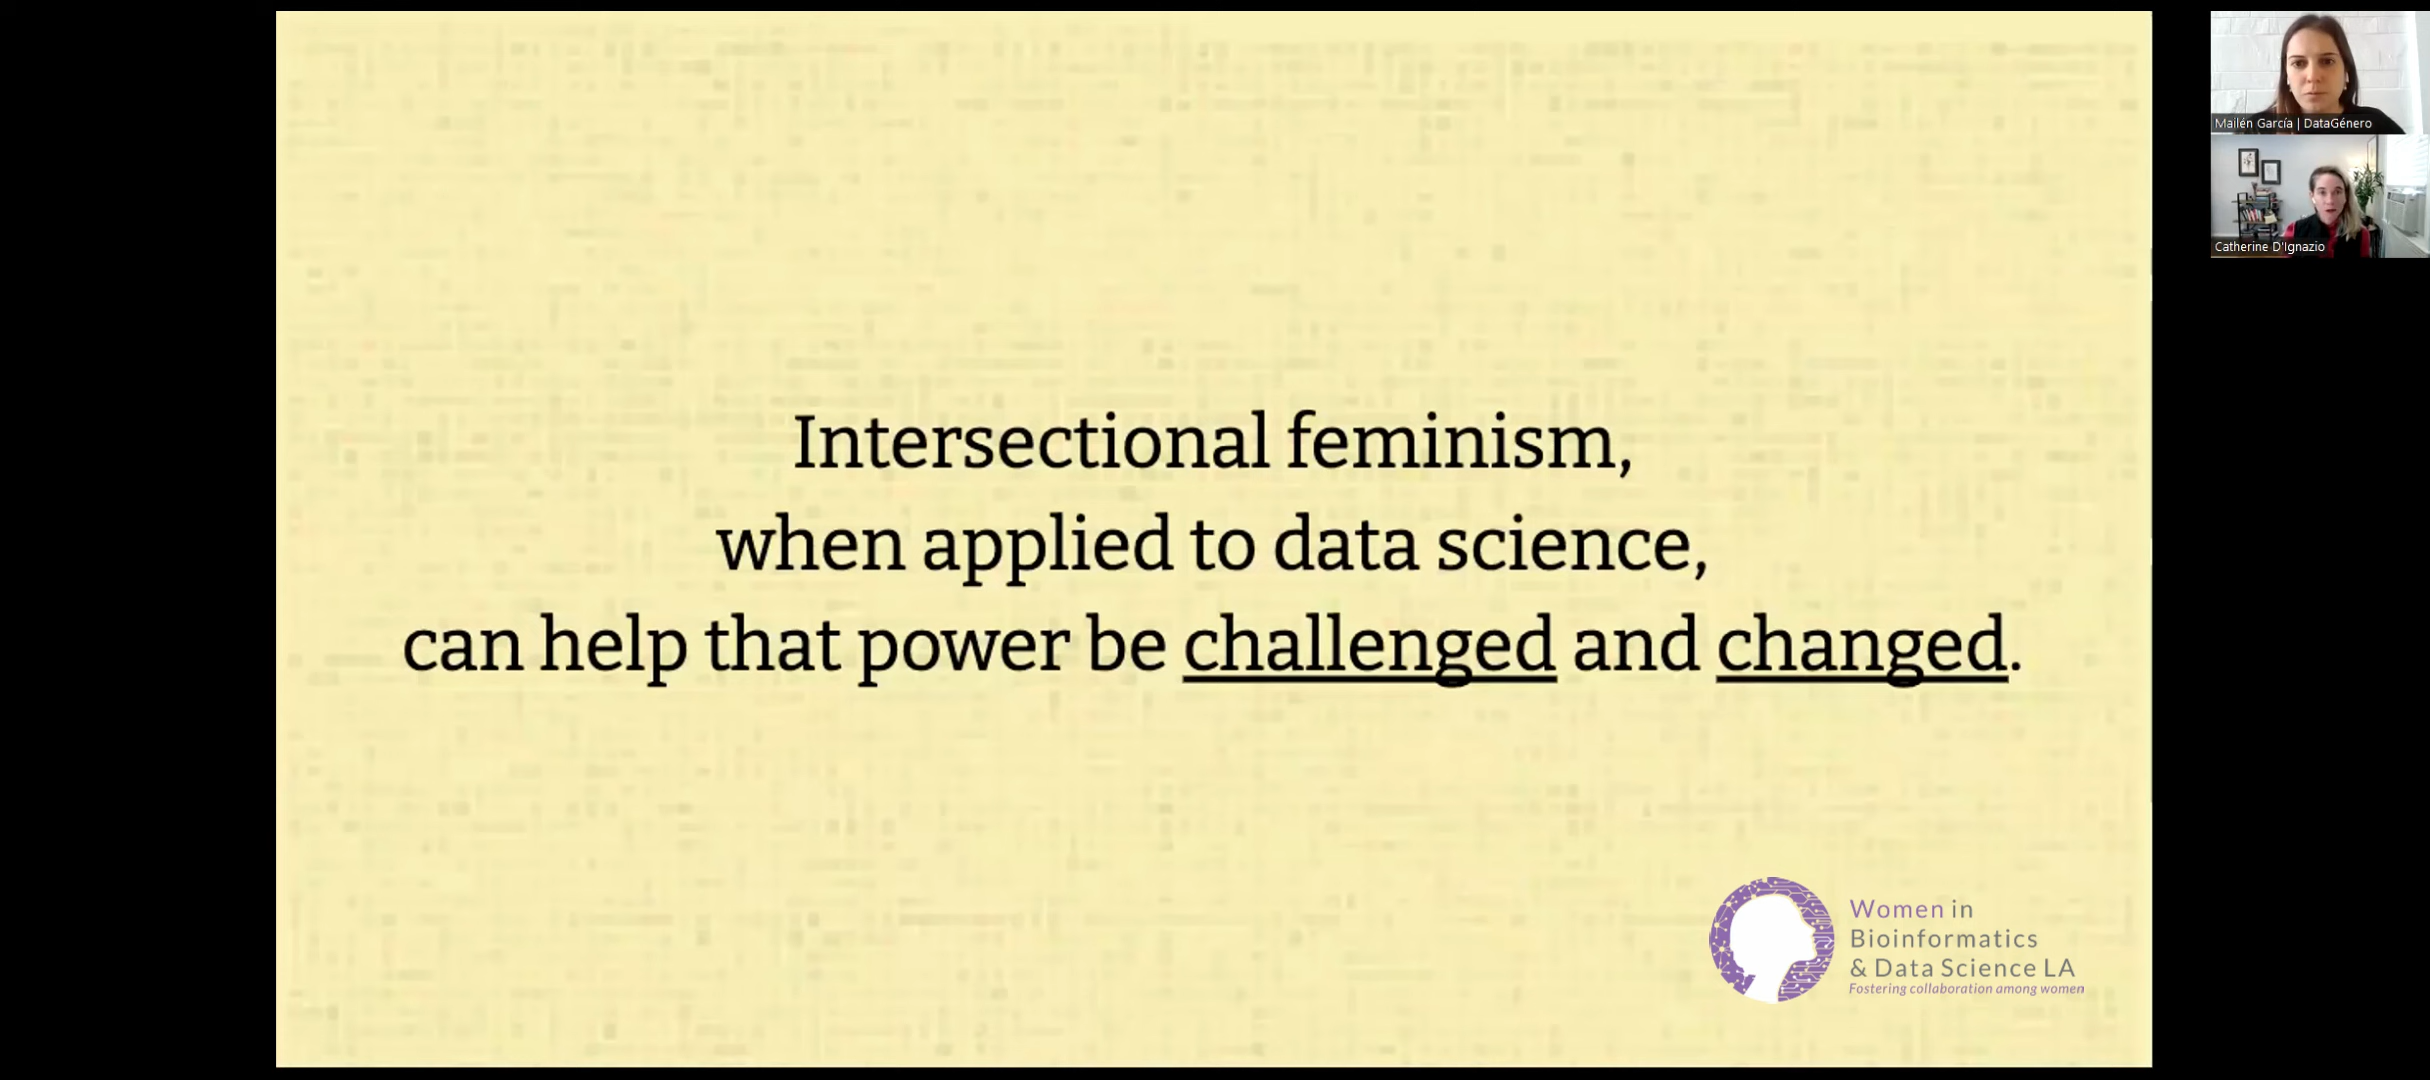 Intersectional feminism,
when applied to data science,
can help that power be challenged and changed.
Women in
Bioinformatics
& Data Science LA
Fostering collaboration among women
Mailén García | DataGénero
Catherine D'Ignazio